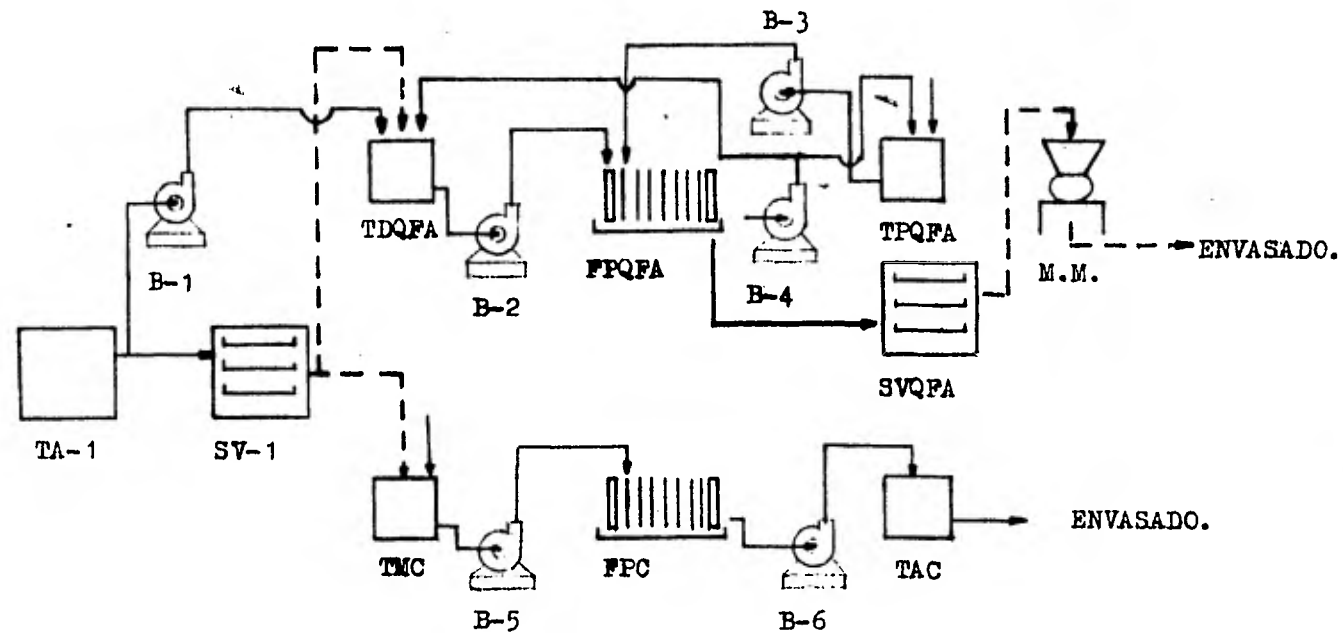 B-3
B-1
TDQFA
B-2
FPQFA
B-4
TPQFA
M.M.
ENVASADO.
SVQFA
TA-1
SV-1
TMC
B-5
FPC
B-6
TAC
ENVASADO.